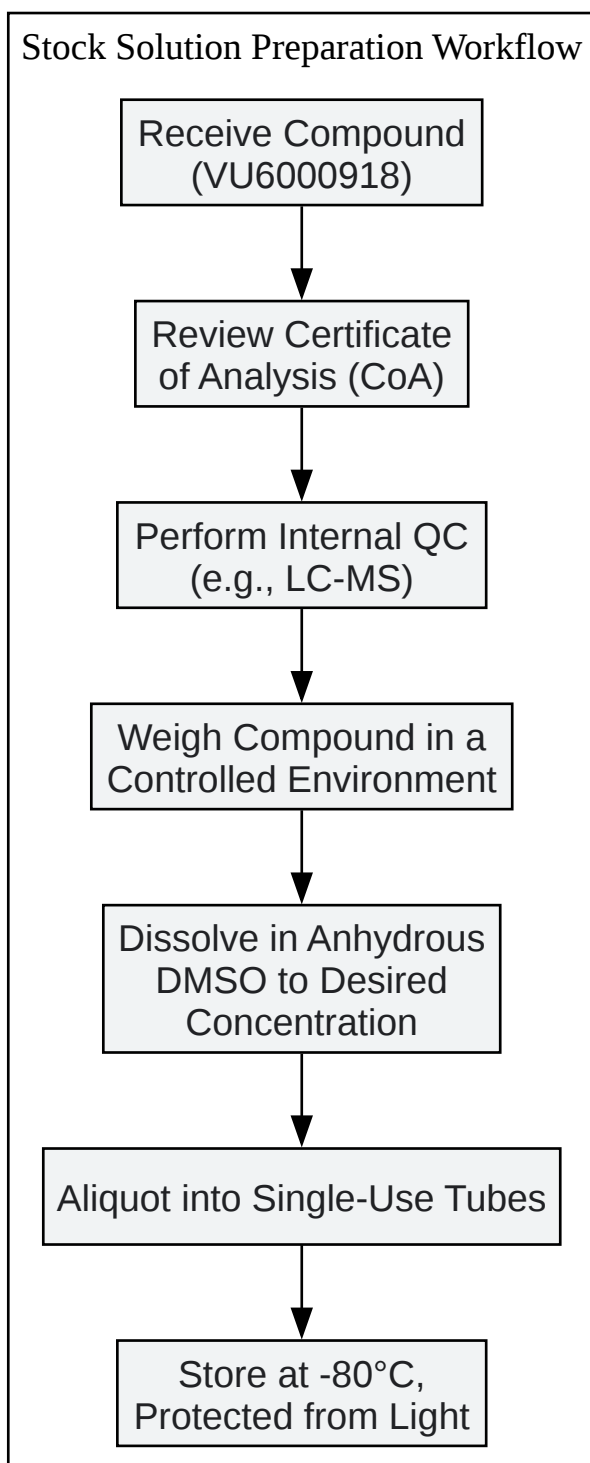 Stock Solution Preparation Workflow
Receive Compound
(VU6000918)
Review Certificate
of Analysis (CoA)
Perform Internal QC
(e.g., LC-MS)
Weigh Compound in a
Controlled Environment
Dissolve in Anhydrous
DMSO to Desired
Concentration
Aliquot into Single-Use Tubes
Store at -80°C,
Protected from Light